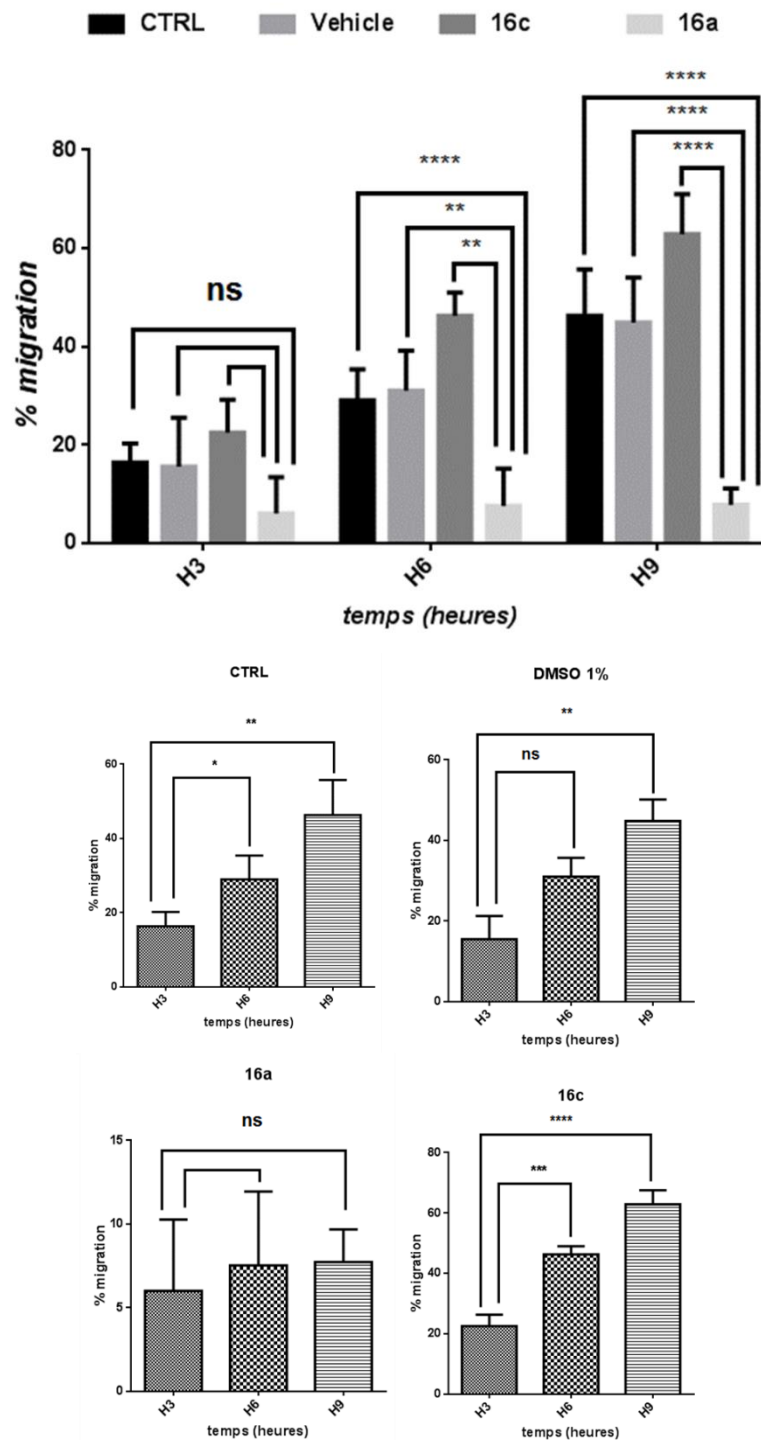 CTRL Vehicle 16c 16a
% migration
80
60
40
20
0
ns
****
**
**
****
****
****
H3 H6 H9
temps (heures)
CTRL
% migration
60
40
20
0
**
*
H3 H6 H9
temps (heures)
DMSO 1%
% migration
60
40
20
0
**
ns
H3 H6 H9
temps (heures)
16a
% migration
15
10
5
0
ns
H3 H6 H9
temps (heures)
16c
% migration
80
60
40
20
0
****
***
H3 H6 H9
temps (heures)